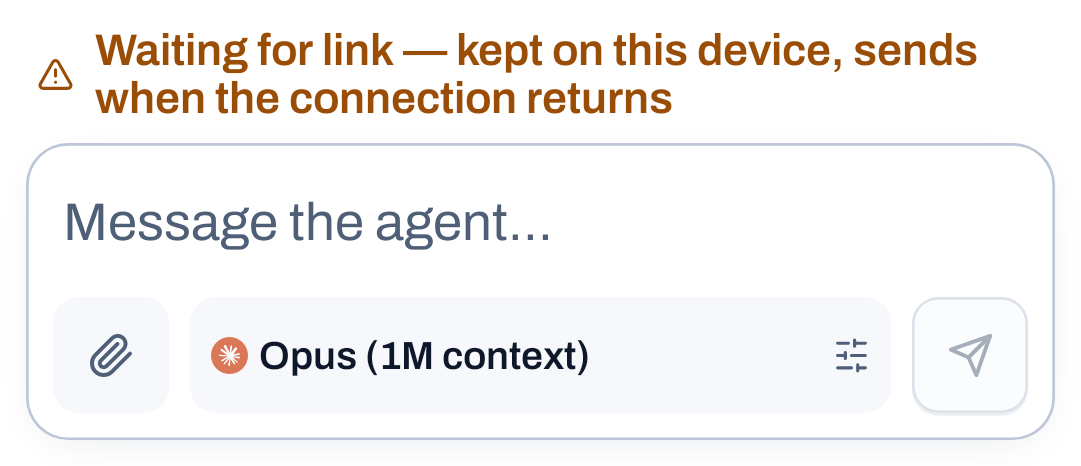 Waiting for link — kept on this device, sends
when the connection returns
Message the agent...
Opus (1M context)